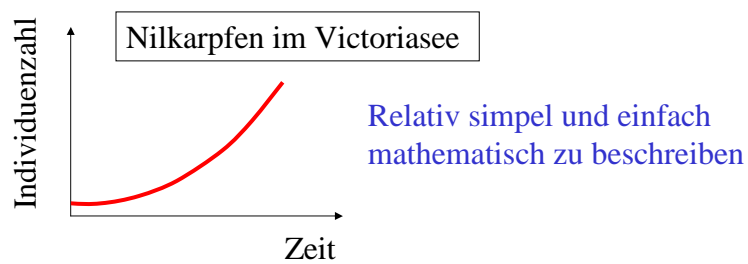 Nilkarpfen im Victoriasee
Individuenzahl
Relativ simpel und einfach
mathematisch zu beschreiben
Zeit